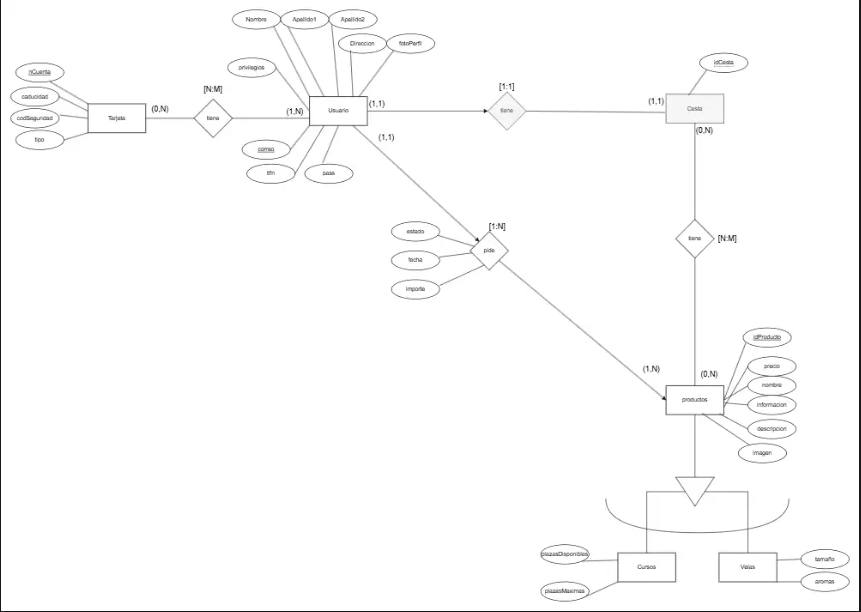 Nombre
Apellido1
Apellido2
Direccion
fotoPerfil
privilegios
idCesta
nCuenta
caducidad
codSeguridad
tipo
Tarjeta
(0,N)
[N:M]
tiene
(1,N)
Usuario
(1,1)
[1:1]
tiene
(1,1)
Cesta
(0,N)
correo
tlfn
pass
(1,1)
estado
fecha
importe
[1:N]
pide
tiene
[N:M]
(1,N)
(0,N)
productos
idProducto
precio
nombre
informacion
descripcion
imagen
plazasDisponibles
plazasMaximas
Cursos
Velas
tamaño
aromas